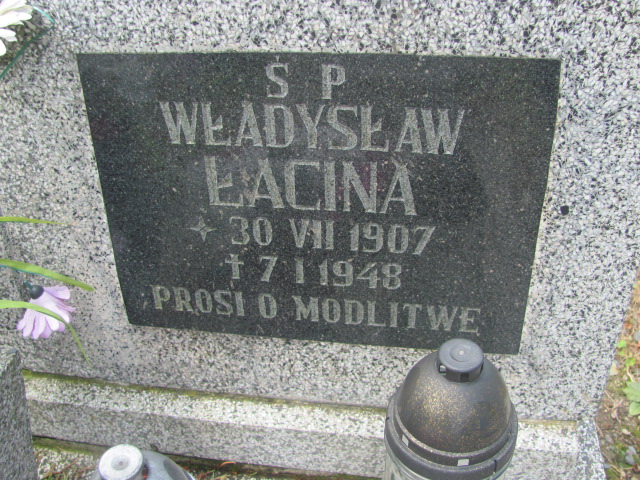 Ś P
WŁADYSŁAW
ŁACINA
✦ 30 VII 1907
✝ 7 I 1948
PROSI O MODLITWE